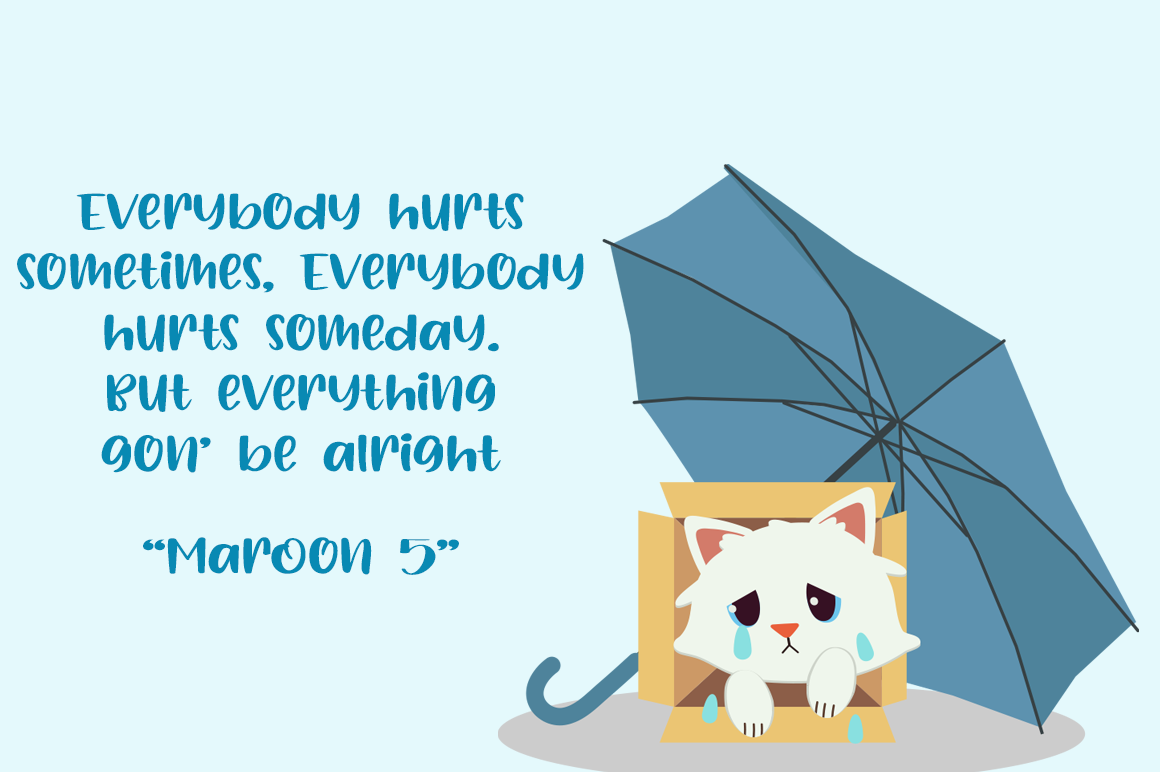 Everybody hurts
sometimes, Everybody
hurts someday.
But everything
gon' be alright
“Maroon 5”